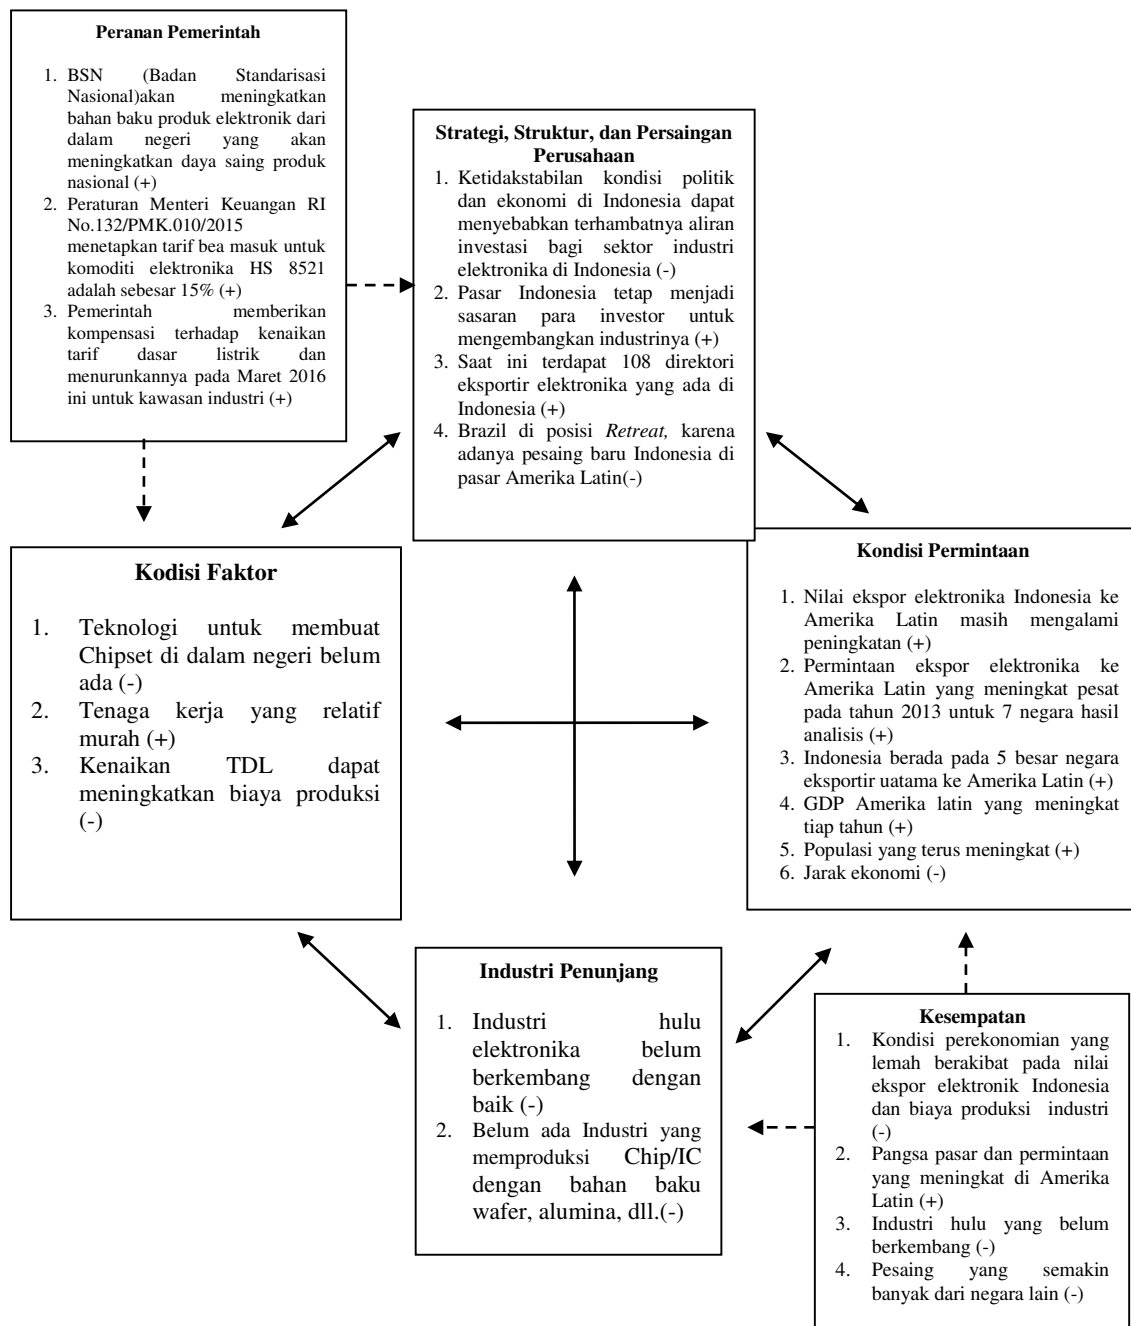 Peranan Pemerintah
1. BSN (Badan Standarisasi
Nasional)akan meningkatkan
bahan baku produk elektronik dari
dalam negeri yang akan
meningkatkan daya saing produk
nasional (+)
2. Peraturan Menteri Keuangan RI
No.132/PMK.010/2015
menetapkan tarif bea masuk untuk
komoditi elektronika HS 8521
adalah sebesar 15% (+)
3. Pemerintah memberikan
kompensasi terhadap kenaikan
tarif dasar listrik dan
menurunkannya pada Maret 2016
ini untuk kawasan industri (+)
Strategi, Struktur, dan Persaingan
Perusahaan
1. Ketidakstabilan kondisi politik
dan ekonomi di Indonesia dapat
menyebabkan terhambatnya aliran
investasi bagi sektor industri
elektronika di Indonesia (-)
2. Pasar Indonesia tetap menjadi
sasaran para investor untuk
mengembangkan industrinya (+)
3. Saat ini terdapat 108 direktori
eksportir elektronika yang ada di
Indonesia (+)
4. Brazil di posisi Retreat, karena
adanya pesaing baru Indonesia di
pasar Amerika Latin(-)
Kodisi Faktor
1. Teknologi untuk membuat
Chipset di dalam negeri belum
ada (-)
2. Tenaga kerja yang relatif
murah (+)
3. Kenaikan TDL dapat
meningkatkan biaya produksi
(-)
Kondisi Permintaan
1. Nilai ekspor elektronika Indonesia ke
Amerika Latin masih mengalami
peningkatan (+)
2. Permintaan ekspor elektronika ke
Amerika Latin yang meningkat pesat
pada tahun 2013 untuk 7 negara hasil
analisis (+)
3. Indonesia berada pada 5 besar negara
eksportir uatama ke Amerika Latin (+)
4. GDP Amerika latin yang meningkat
tiap tahun (+)
5. Populasi yang terus meningkat (+)
6. Jarak ekonomi (-)
Industri Penunjang
1. Industri hulu
elektronika belum
berkembang dengan
baik (-)
2. Belum ada Industri yang
memproduksi Chip/IC
dengan bahan baku
wafer, alumina, dll.(-)
Kesempatan
1. Kondisi perekonomian yang
lemah berakibat pada nilai
ekspor elektronik Indonesia
dan biaya produksi industri
(-)
2. Pangsa pasar dan permintaan
yang meningkat di Amerika
Latin (+)
3. Industri hulu yang belum
berkembang (-)
4. Pesaing yang semakin
banyak dari negara lain (-)